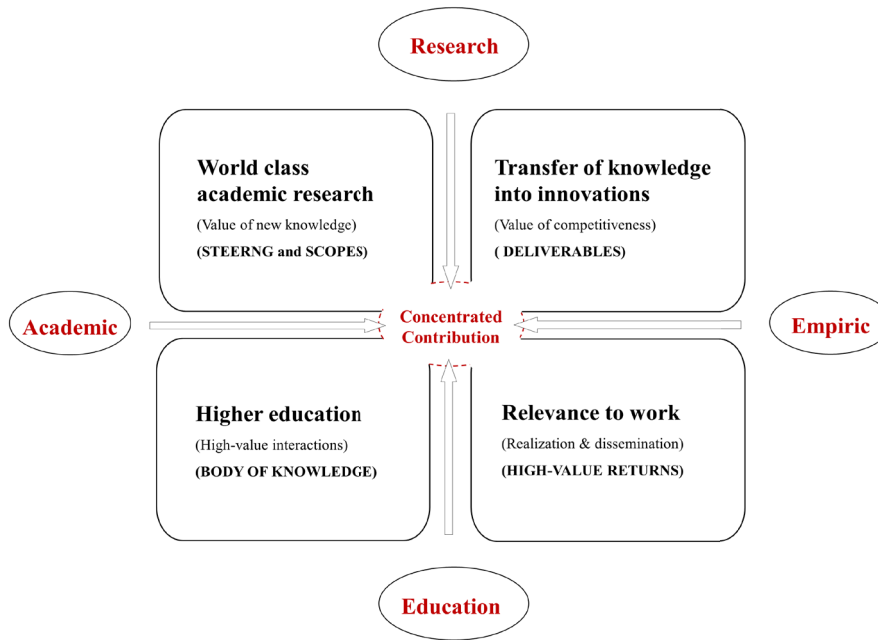 Research
World class
academic research
(Value of new knowledge)
(STEERNG and SCOPES)
Transfer of knowledge
into innovations
(Value of competitiveness)
( DELIVERABLES)
Academic
Concentrated
Contribution
Empiric
Higher education
(High-value interactions)
(BODY OF KNOWLEDGE)
Relevance to work
(Realization & dissemination)
(HIGH-VALUE RETURNS)
Education